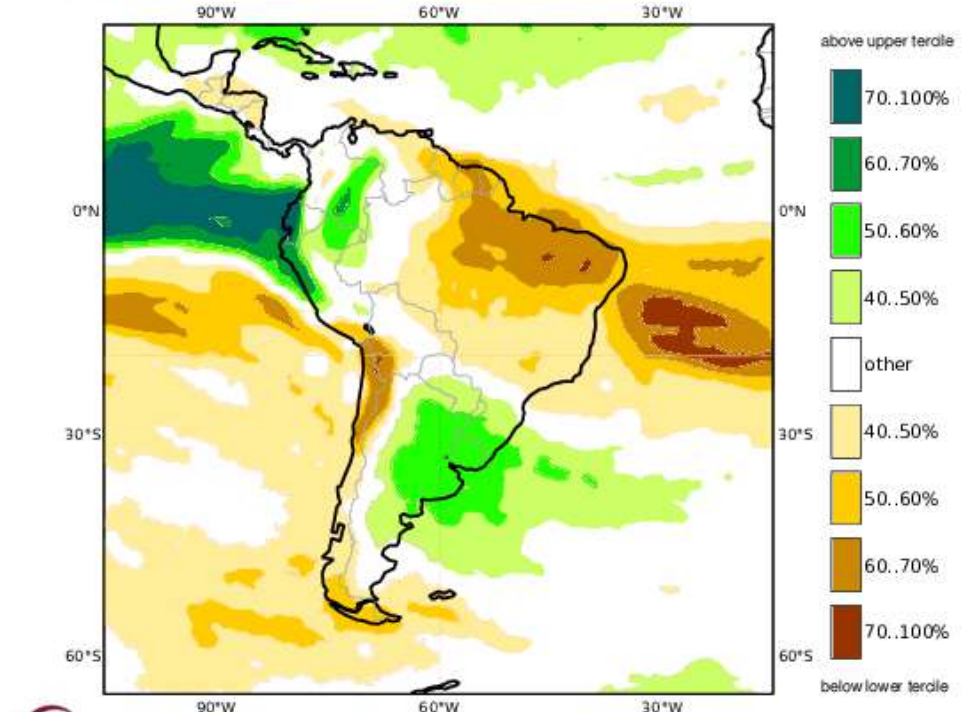 90°W 60°W 30°W
above upper tercile
70..100%
60..70%
0°N 0°N
50..60%
40..50%
other
30°S 30°S
40..50%
50..60%
60..70%
70..100%
60°S 60°S
below lower tercile
90°W 60°W 30°W